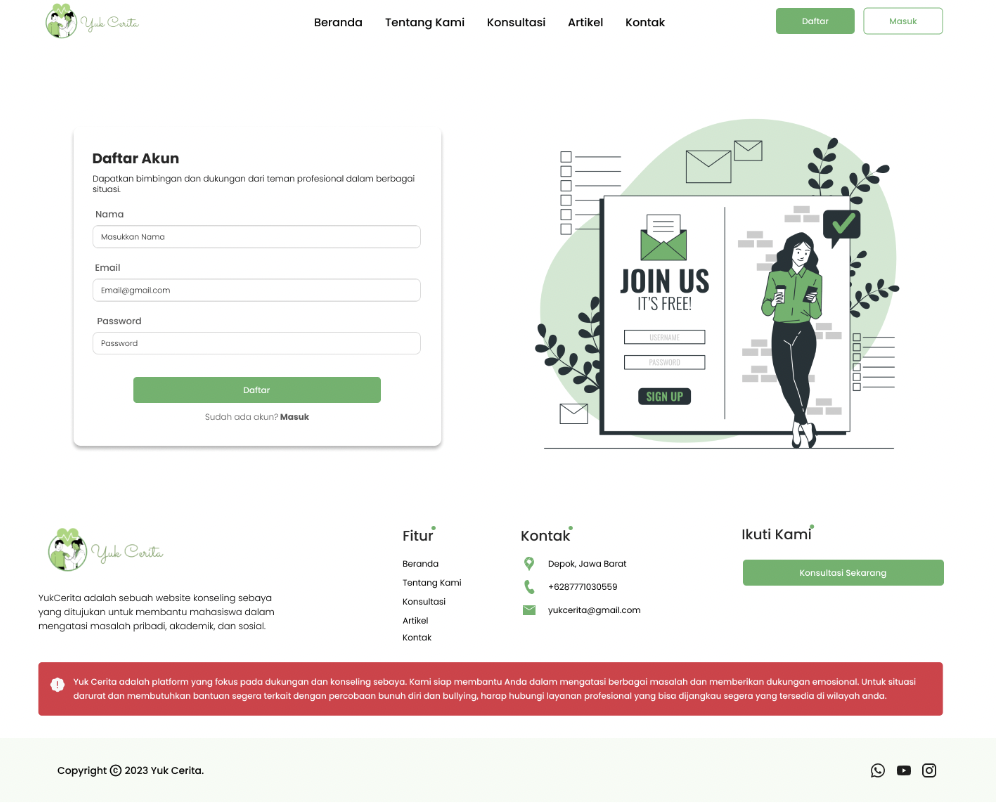 Yuk Cerita
Beranda Tentang Kami Konsultasi Artikel Kontak
Daftar Masuk
Daftar Akun
Dapatkan bimbingan dan dukungan dari teman profesional dalam berbagai
situasi.
Nama
Masukkan Nama
Email
Email@gmail.com
Password
Password
Daftar
Sudah ada akun? Masuk
JOIN US
IT'S FREE!
USERNAME
PASSWORD
SIGN UP
Yuk Cerita
YukCerita adalah sebuah website konseling sebaya
yang ditujukan untuk membantu mahasiswa dalam
mengatasi masalah pribadi, akademik, dan sosial.
Fitur
Beranda
Tentang Kami
Konsultasi
Artikel
Kontak
Kontak
Depok, Jawa Barat
+6287771030559
yukcerita@gmail.com
Ikuti Kami
Konsultasi Sekarang
Yuk Cerita adalah platform yang fokus pada dukungan dan konseling sebaya. Kami siap membantu Anda dalam mengatasi berbagai masalah dan memberikan dukungan emosional. Untuk situasi
darurat dan membutuhkan bantuan segera terkait dengan percobaan bunuh diri dan bullying, harap hubungi layanan profesional yang bisa dijangkau segera yang tersedia di wilayah anda.
Copyright © 2023 Yuk Cerita.